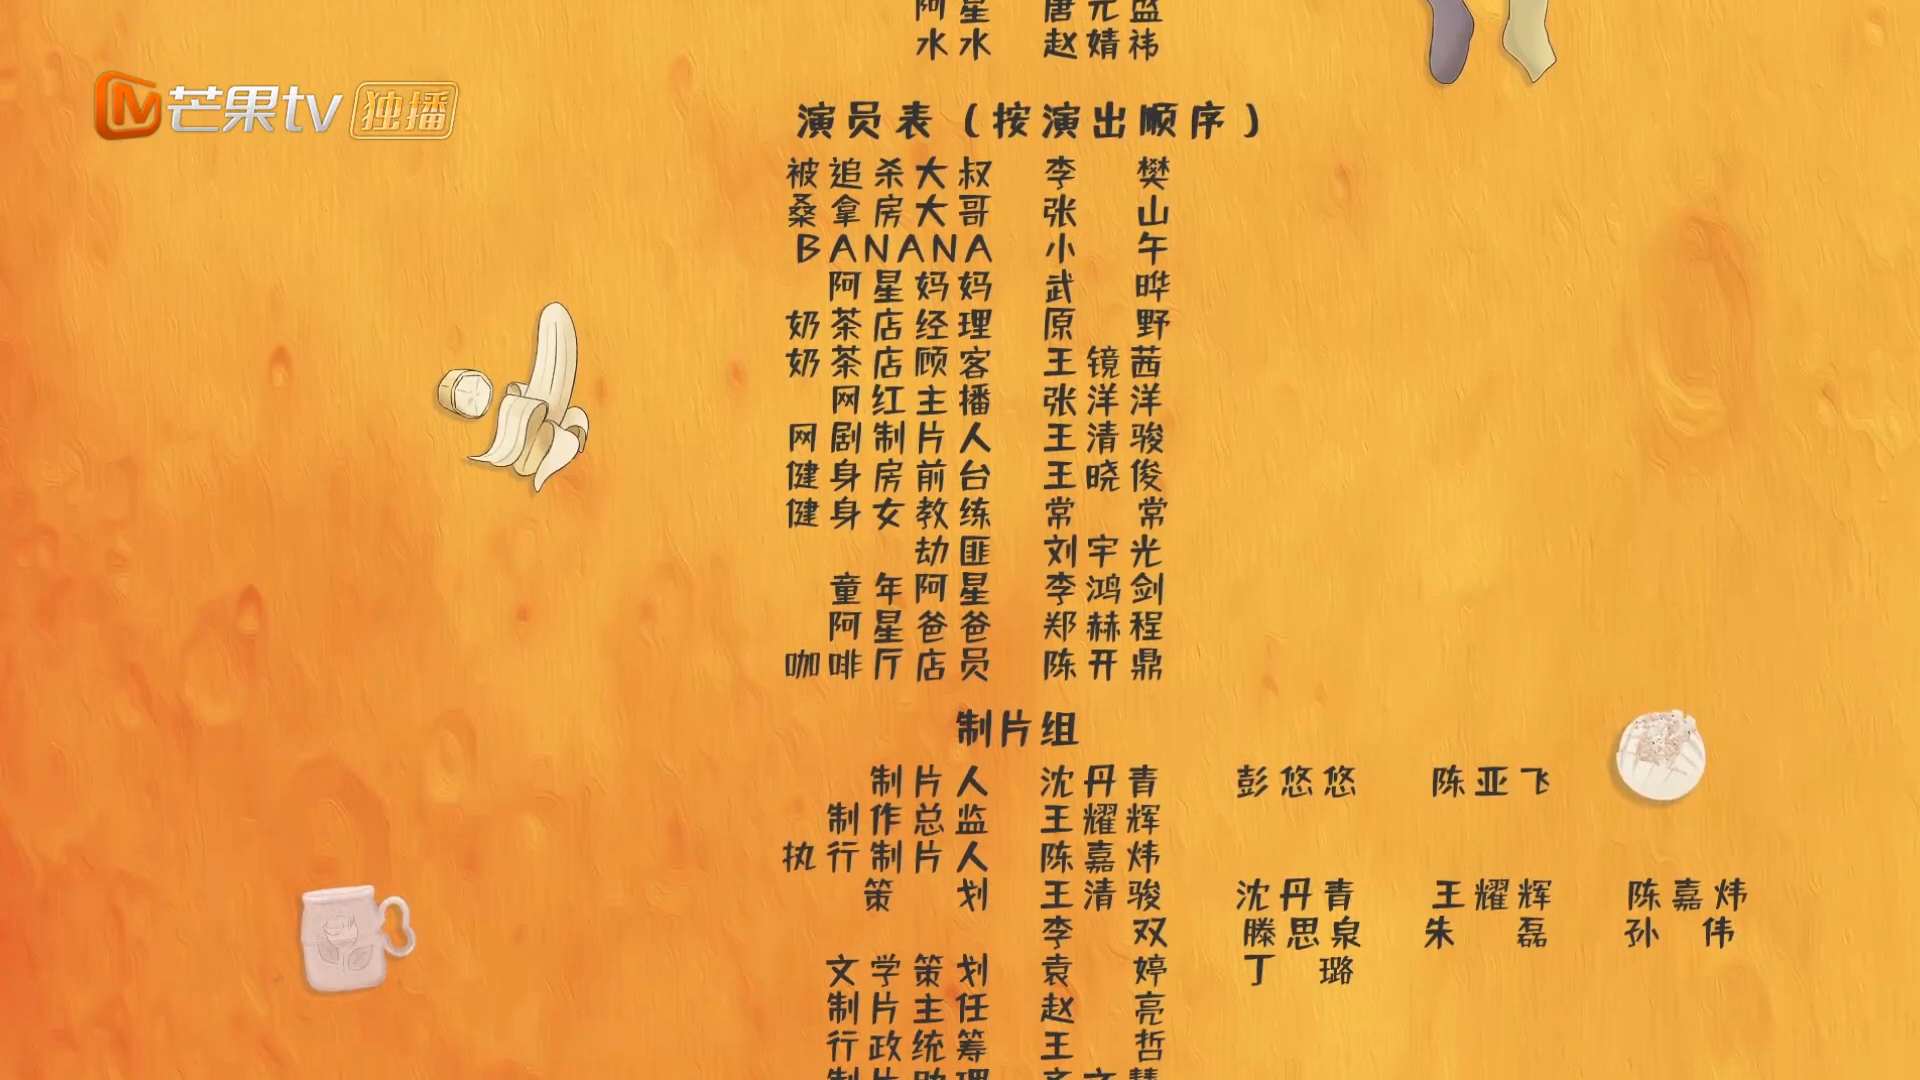 阿星 唐元盛
水水 赵婧祎
芒果tv 独播
演员表（按演出顺序）
被追杀大叔 李樊
桑拿房大哥 张山
BANANA 小午
阿星妈妈 武晔
奶茶店经理 原野
奶茶店顾客 王镜茜
网红主播 张洋洋
网剧制片人 王清骏
健身房前台 王晓俊
健身女教练 常常
劫匪 刘宇光
童年阿星 李鸿剑
阿星爸爸 郑赫程
咖啡厅店员 陈开鼎
制片组
制片人 沈丹青 彭悠悠 陈亚飞
制作总监 王耀辉
执行制片人 陈嘉炜
策划 王清骏 沈丹青 王耀辉 陈嘉炜
李双 滕思泉 朱磊 孙伟
文学策划 袁婷 丁璐
制片主任 赵亮
行政统筹 王哲
制片助理